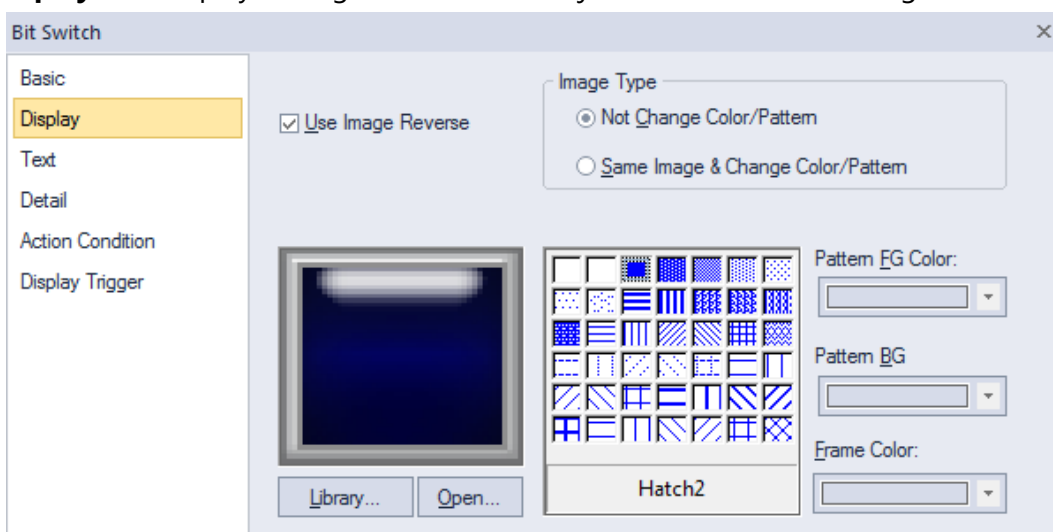 Bit Switch
Basic
Display
Text
Detail
Action Condition
Display Trigger
Use Image Reverse
Image Type
Not Change Color/Pattern
Same Image & Change Color/Pattern
Library...
Open...
Hatch2
Pattern FG Color:
Pattern BG
Frame Color: